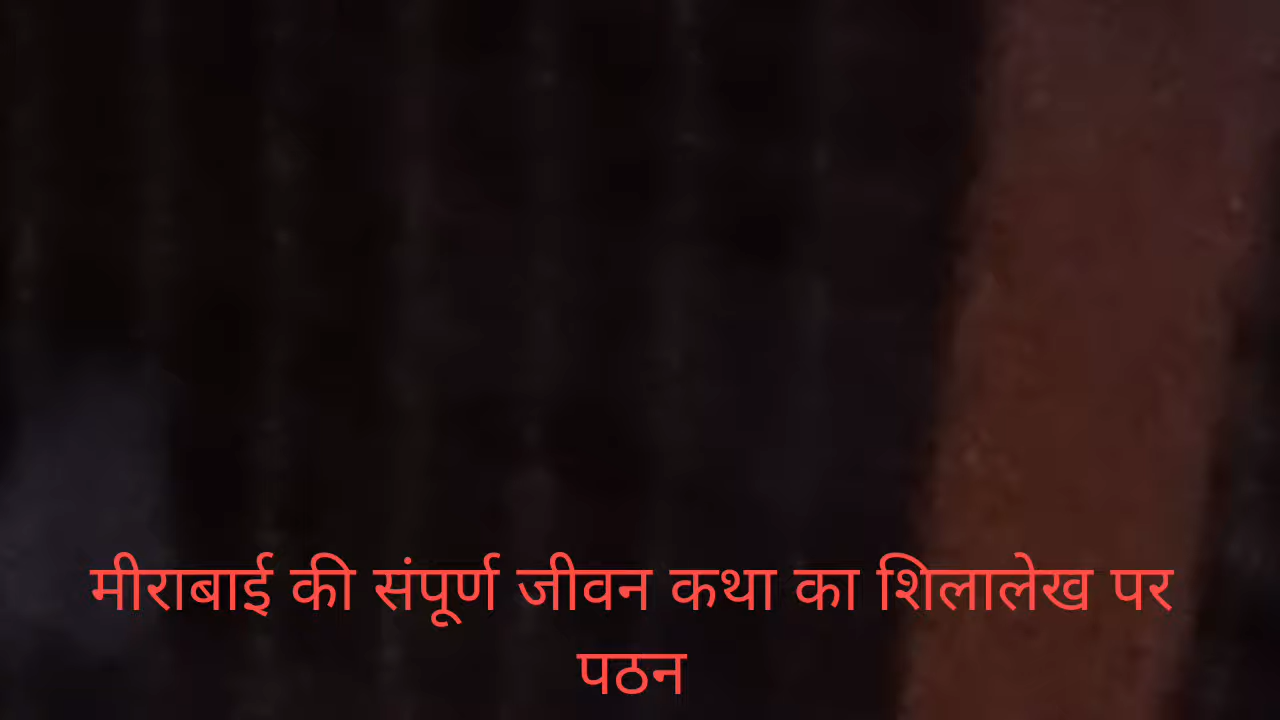 मीराबाई की संपूर्ण जीवन कथा का शिलालेख पर
पठन